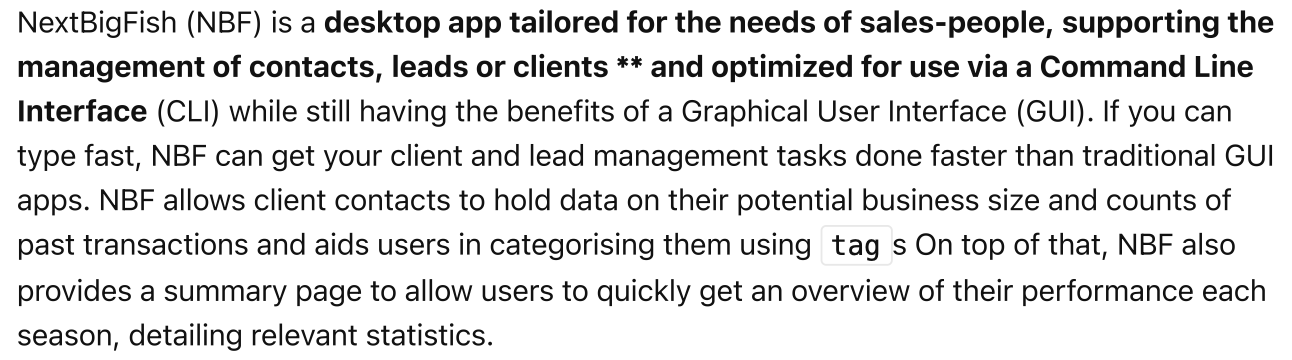 NextBigFish (NBF) is a desktop app tailored for the needs of sales-people, supporting the
management of contacts, leads or clients ** and optimized for use via a Command Line
Interface (CLI) while still having the benefits of a Graphical User Interface (GUI). If you can
type fast, NBF can get your client and lead management tasks done faster than traditional GUI
apps. NBF allows client contacts to hold data on their potential business size and counts of
past transactions and aids users in categorising them using tag s On top of that, NBF also
provides a summary page to allow users to quickly get an overview of their performance each
season, detailing relevant statistics.